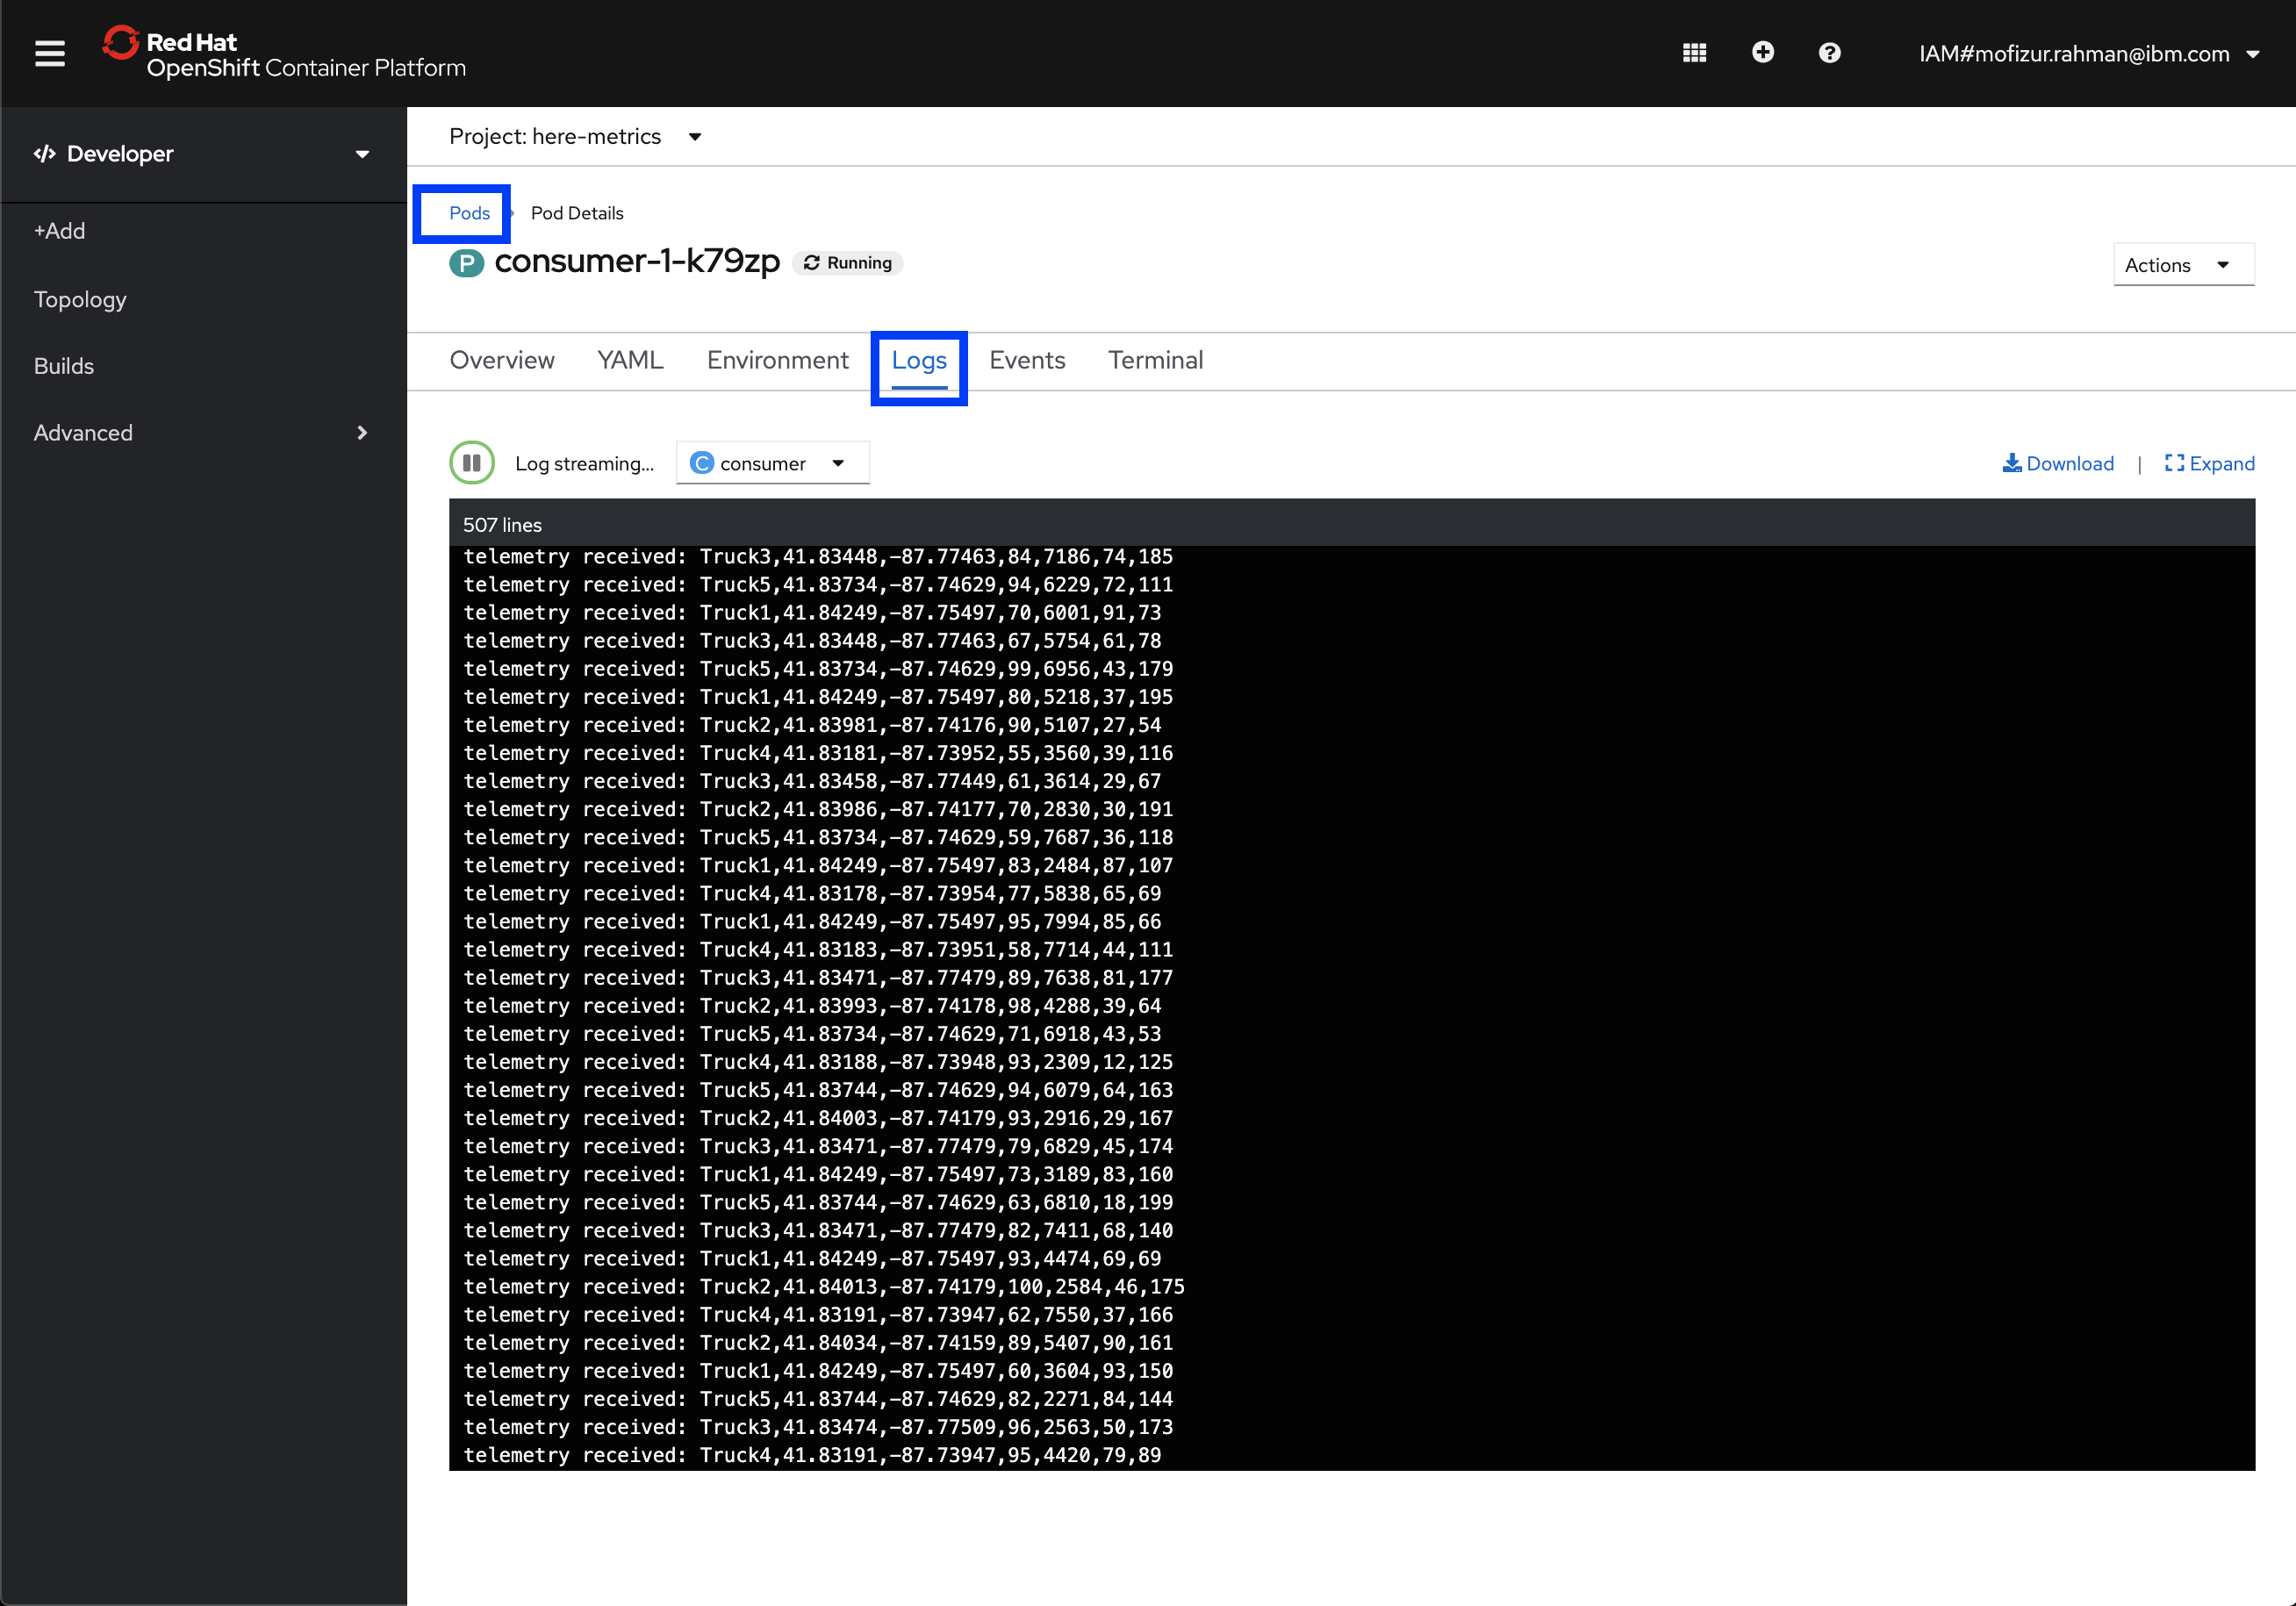 Red Hat
OpenShift Container Platform
IAM#mofizur.rahman@ibm.com
Developer
+Add
Topology
Builds
Advanced
Project: here-metrics
Pods
Pod Details
P consumer-1-k79zp
Running
Actions
Overview YAML Environment Logs Events Terminal
Log streaming...
C consumer
Download | Expand
507 lines
telemetry received: Truck3,41.83448,-87.77463,84,7186,74,185
telemetry received: Truck5,41.83734,-87.74629,94,6229,72,111
telemetry received: Truck1,41.84249,-87.75497,70,6001,91,73
telemetry received: Truck3,41.83448,-87.77463,67,5754,61,78
telemetry received: Truck5,41.83734,-87.74629,99,6956,43,179
telemetry received: Truck1,41.84249,-87.75497,80,5218,37,195
telemetry received: Truck2,41.83981,-87.74176,90,5107,27,54
telemetry received: Truck4,41.83181,-87.73952,55,3560,39,116
telemetry received: Truck3,41.83458,-87.77449,61,3614,29,67
telemetry received: Truck2,41.83986,-87.74177,70,2830,30,191
telemetry received: Truck5,41.83734,-87.74629,59,7687,36,118
telemetry received: Truck1,41.84249,-87.75497,83,2484,87,107
telemetry received: Truck4,41.83178,-87.73954,77,5838,65,69
telemetry received: Truck1,41.84249,-87.75497,95,7994,85,66
telemetry received: Truck4,41.83183,-87.73951,58,7714,44,111
telemetry received: Truck3,41.83471,-87.77479,89,7638,81,177
telemetry received: Truck2,41.83993,-87.74178,98,4288,39,64
telemetry received: Truck5,41.83734,-87.74629,71,6918,43,53
telemetry received: Truck4,41.83188,-87.73948,93,2309,12,125
telemetry received: Truck5,41.83744,-87.74629,94,6079,64,163
telemetry received: Truck2,41.84003,-87.74179,93,2916,29,167
telemetry received: Truck3,41.83471,-87.77479,79,6829,45,174
telemetry received: Truck1,41.84249,-87.75497,73,3189,83,160
telemetry received: Truck5,41.83744,-87.74629,63,6810,18,199
telemetry received: Truck3,41.83471,-87.77479,82,7411,68,140
telemetry received: Truck1,41.84249,-87.75497,93,4474,69,69
telemetry received: Truck2,41.84013,-87.74179,100,2584,46,175
telemetry received: Truck4,41.83191,-87.73947,62,7550,37,166
telemetry received: Truck2,41.84034,-87.74159,89,5407,90,161
telemetry received: Truck1,41.84249,-87.75497,60,3604,93,150
telemetry received: Truck5,41.83744,-87.74629,82,2271,84,144
telemetry received: Truck3,41.83474,-87.77509,96,2563,50,173
telemetry received: Truck4,41.83191,-87.73947,95,4420,79,89